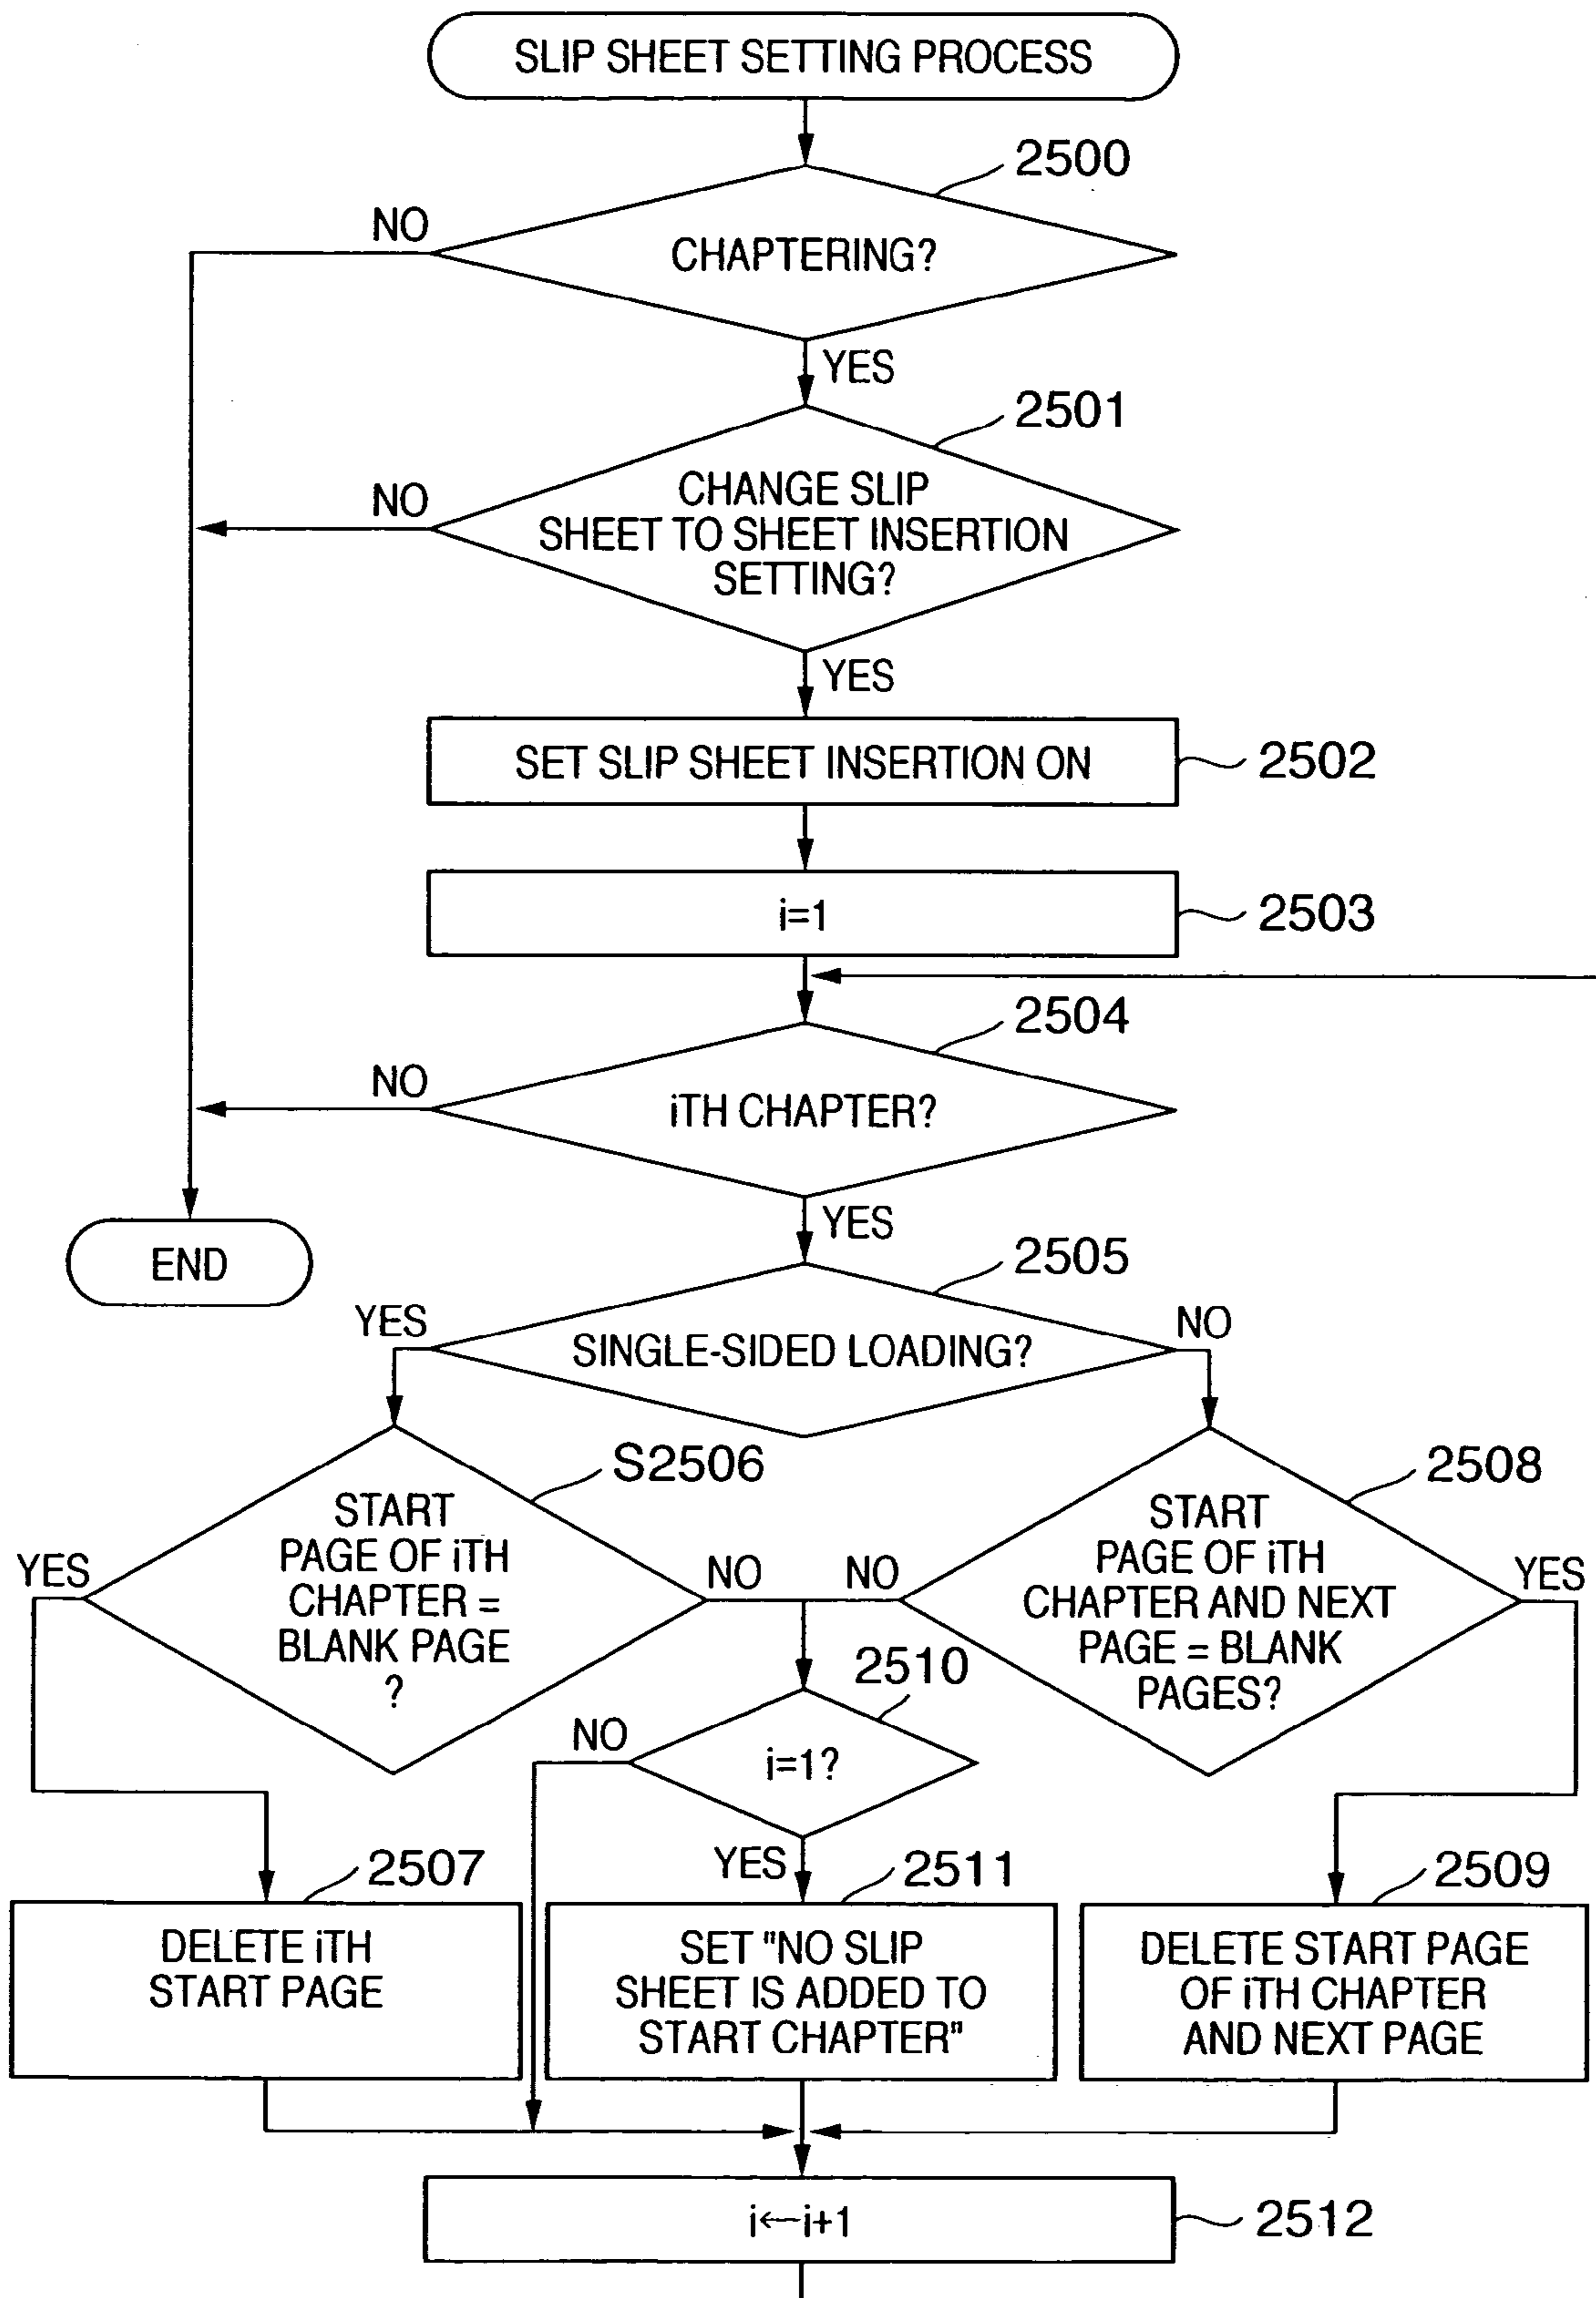 SLIP SHEET SETTING PROCESS
2500
NO
CHAPTERING?
YES
2501
NO
CHANGE SLIP
SHEET TO SHEET INSERTION
SETTING?
YES
SET SLIP SHEET INSERTION ON
2502
i=1
2503
2504
NO
iTH CHAPTER?
YES
END
2505
YES
NO
SINGLE-SIDED LOADING?
S2506
2508
START
PAGE OF iTH
CHAPTER =
BLANK PAGE
?
YES
NO
NO
START
PAGE OF iTH
CHAPTER AND NEXT
PAGE = BLANK
PAGES?
YES
2510
NO
i=1?
YES
2507
2511
2509
DELETE iTH
START PAGE
SET "NO SLIP
SHEET IS ADDED TO
START CHAPTER"
DELETE START PAGE
OF iTH CHAPTER
AND NEXT PAGE
i←i+1
2512